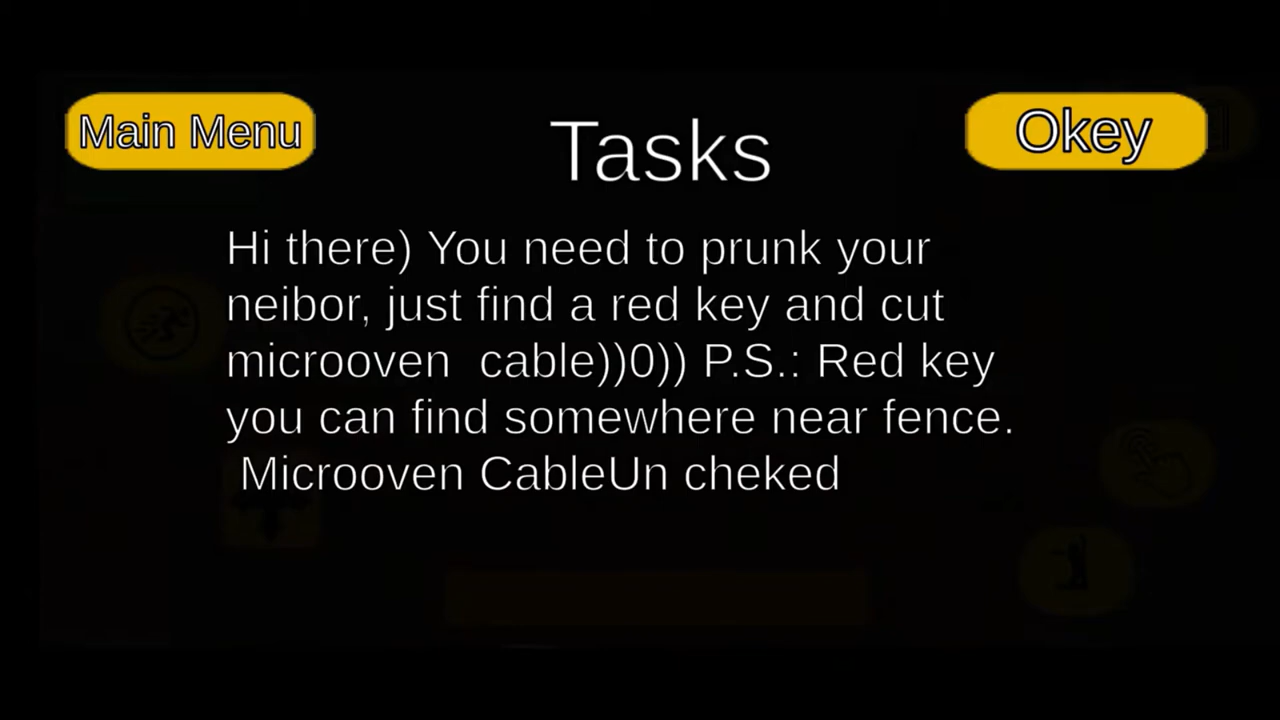 Main Menu
Tasks
Okey
Hi there) You need to prunk your
neibor, just find a red key and cut
microoven  cable))0)) P.S.: Red key
you can find somewhere near fence.
Microoven CableUn cheked